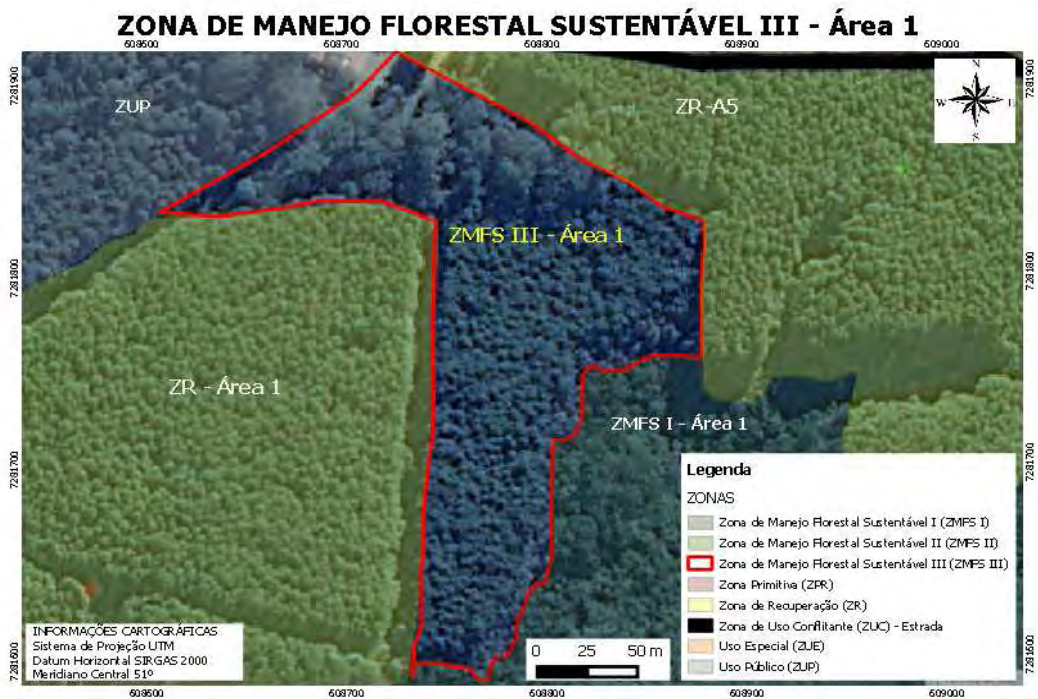 ZONA DE MANEJO FLORESTAL SUSTENTÁVEL III - Área 1
608500 608700 608800 608900 609000
7281900 7281900
N
W E
S
ZUP
ZR-A5
ZMFS III - Área 1
7281800 7281800
ZR - Área 1
ZMFS I - Área 1
7281700 7281700
Legenda
ZONAS
Zona de Manejo Florestal Sustentável I (ZMFS I)
Zona de Manejo Florestal Sustentável II (ZMFS II)
Zona de Manejo Florestal Sustentável III (ZMFS III)
Zona Primitiva (ZPR)
Zona de Recuperação (ZR)
Zona de Uso Conflitante (ZUC) - Estrada
Uso Especial (ZUE)
Uso Público (ZUP)
INFORMAÇÕES CARTOGRÁFICAS
Sistema de Projeção UTM
Datum Horizontal SIRGAS 2000
Meridiano Central 51º
0 25 50 m
7281600 7281600
608600 608700 608800 608900 609000